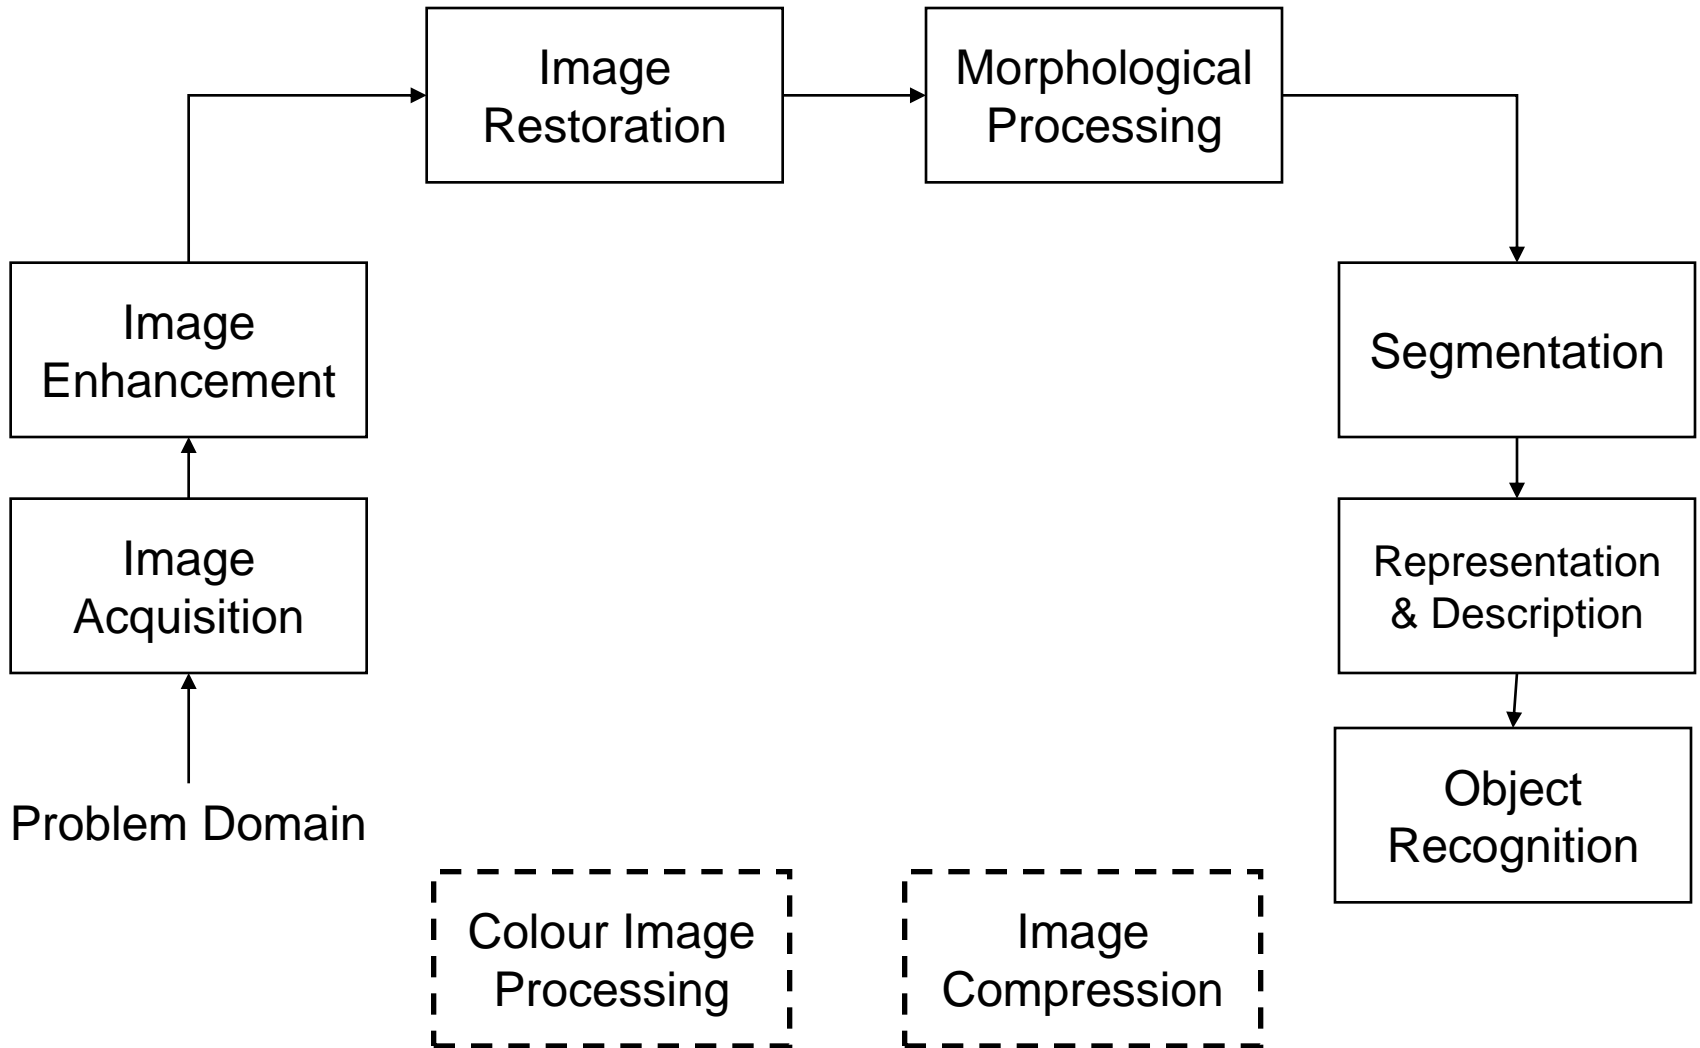 Image
Restoration
Morphological
Processing
Image
Enhancement
Segmentation
Image
Acquisition
Representation
& Description
Problem Domain
Object
Recognition
Colour Image
Processing
Image
Compression